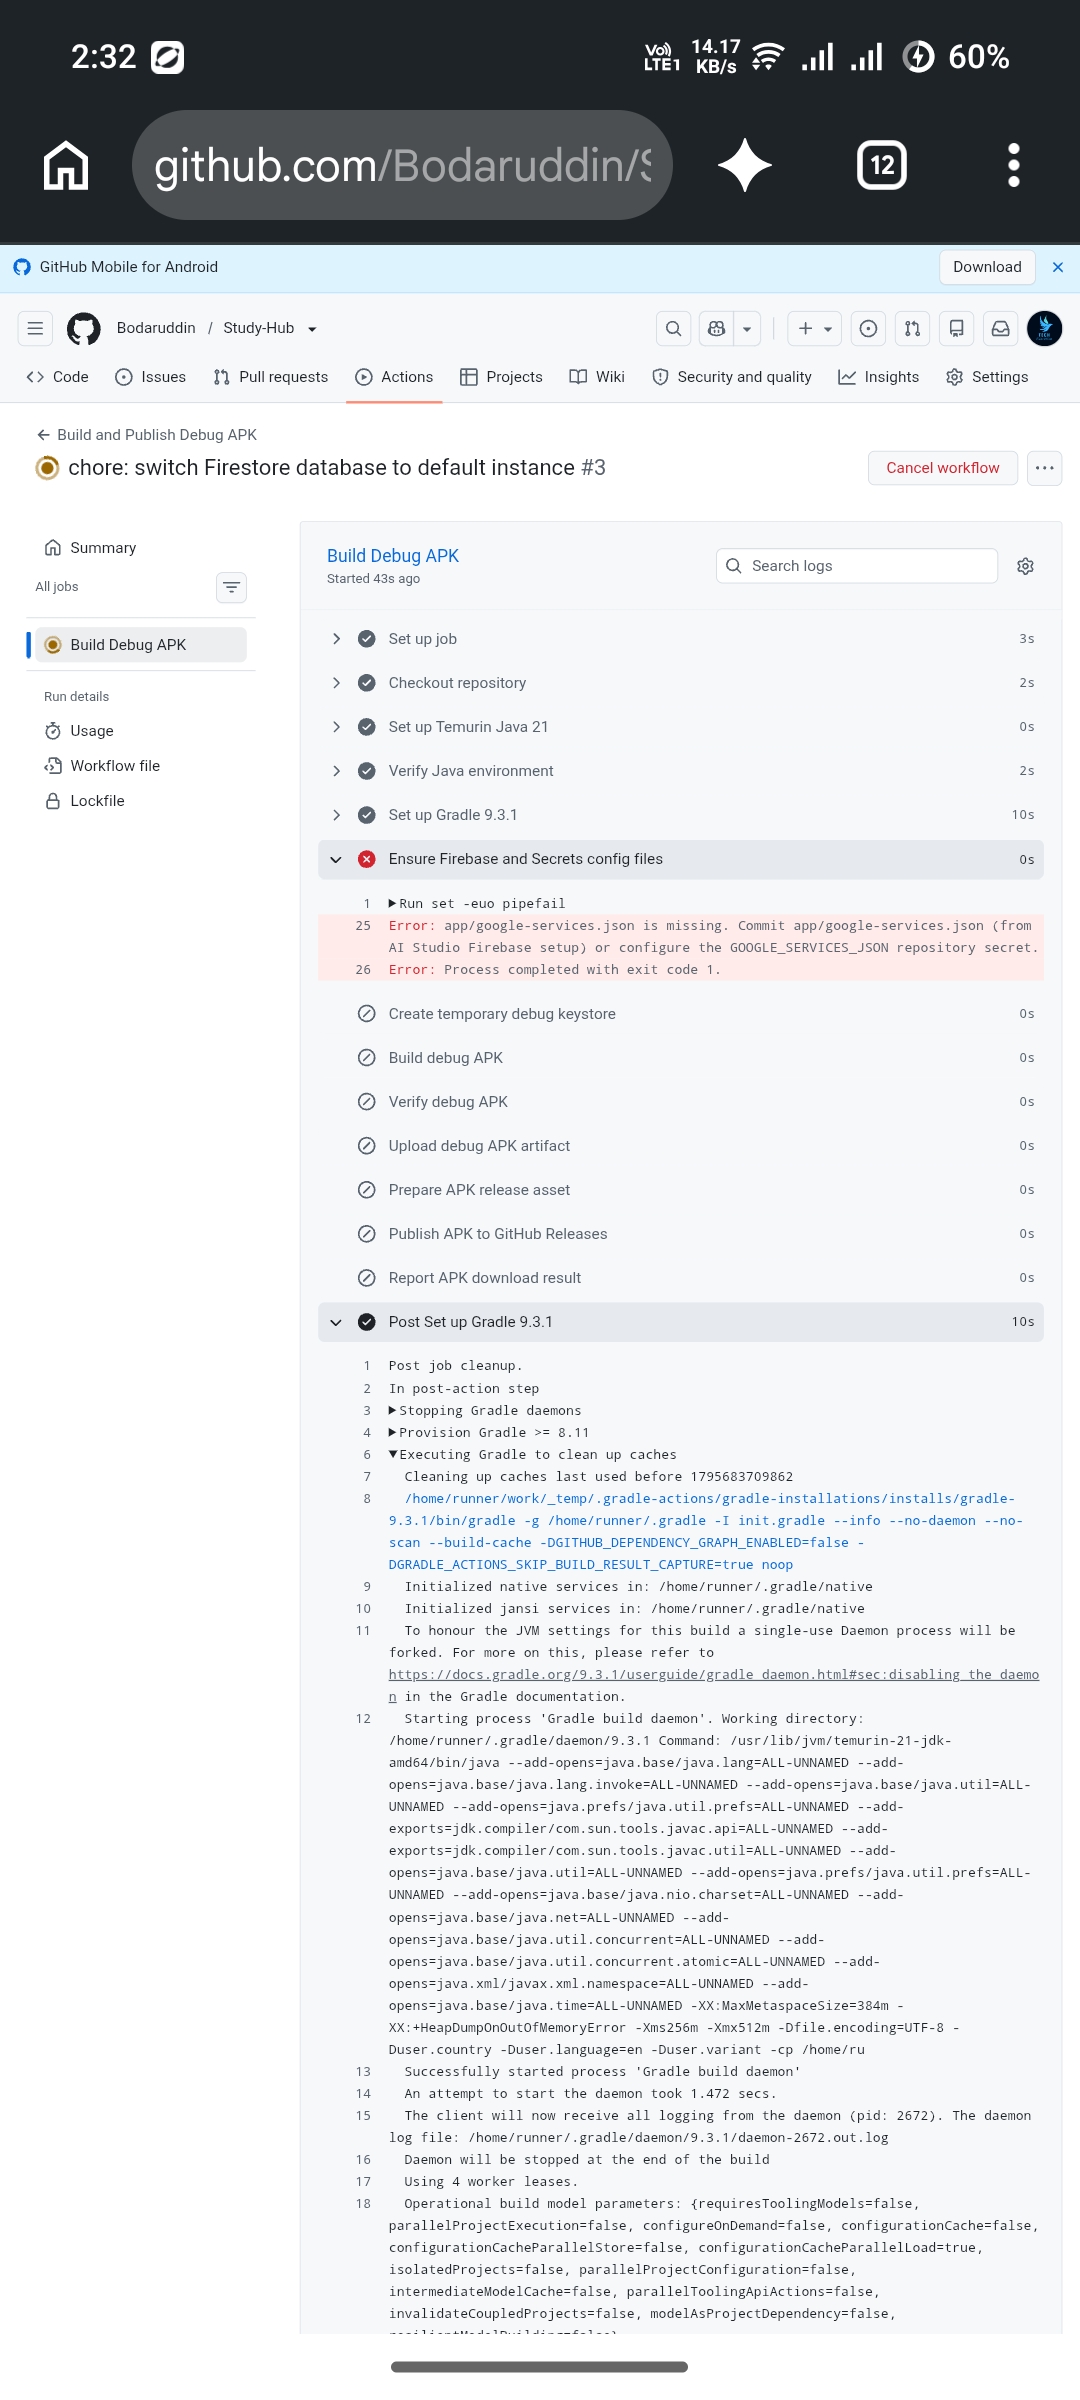 2:32
Vo)) LTE1 14.17 KB/s 60%
github.com/Bodaruddin/S
12
GitHub Mobile for Android
Download
Bodaruddin / Study-Hub
Code Issues Pull requests Actions Projects Wiki Security and quality Insights Settings
Build and Publish Debug APK
chore: switch Firestore database to default instance #3
Cancel workflow
Summary
All jobs
Build Debug APK
Run details
Usage
Workflow file
Lockfile
Build Debug APK
Started 43s ago
Search logs
Set up job 3s
Checkout repository 2s
Set up Temurin Java 21 0s
Verify Java environment 2s
Set up Gradle 9.3.1 10s
Ensure Firebase and Secrets config files 0s
1 Run set -euo pipefail
25 Error: app/google-services.json is missing. Commit app/google-services.json (from
AI Studio Firebase setup) or configure the GOOGLE_SERVICES_JSON repository secret.
26 Error: Process completed with exit code 1.
Create temporary debug keystore 0s
Build debug APK 0s
Verify debug APK 0s
Upload debug APK artifact 0s
Prepare APK release asset 0s
Publish APK to GitHub Releases 0s
Report APK download result 0s
Post Set up Gradle 9.3.1 10s
1 Post job cleanup.
2 In post-action step
3 Stopping Gradle daemons
4 Provision Gradle >= 8.11
6 Executing Gradle to clean up caches
7 Cleaning up caches last used before 1795683709862
8 /home/runner/work/_temp/.gradle-actions/gradle-installations/installs/gradle-
9.3.1/bin/gradle -g /home/runner/.gradle -I init.gradle --info --no-daemon --no-
scan --build-cache -DGITHUB_DEPENDENCY_GRAPH_ENABLED=false -
DGRADLE_ACTIONS_SKIP_BUILD_RESULT_CAPTURE=true noop
9 Initialized native services in: /home/runner/.gradle/native
10 Initialized jansi services in: /home/runner/.gradle/native
11 To honour the JVM settings for this build a single-use Daemon process will be
forked. For more on this, please refer to
https://docs.gradle.org/9.3.1/userguide/gradle_daemon.html#sec:disabling_the_daemo
n in the Gradle documentation.
12 Starting process 'Gradle build daemon'. Working directory:
/home/runner/.gradle/daemon/9.3.1 Command: /usr/lib/jvm/temurin-21-jdk-
amd64/bin/java --add-opens=java.base/java.lang=ALL-UNNAMED --add-
opens=java.base/java.lang.invoke=ALL-UNNAMED --add-opens=java.base/java.util=ALL-
UNNAMED --add-opens=java.prefs/java.util.prefs=ALL-UNNAMED --add-
exports=jdk.compiler/com.sun.tools.javac.api=ALL-UNNAMED --add-
exports=jdk.compiler/com.sun.tools.javac.util=ALL-UNNAMED --add-
opens=java.base/java.util=ALL-UNNAMED --add-opens=java.prefs/java.util.prefs=ALL-
UNNAMED --add-opens=java.base/java.nio.charset=ALL-UNNAMED --add-
opens=java.base/java.net=ALL-UNNAMED --add-
opens=java.base/java.util.concurrent=ALL-UNNAMED --add-
opens=java.base/java.util.concurrent.atomic=ALL-UNNAMED --add-
opens=java.xml/javax.xml.namespace=ALL-UNNAMED --add-
opens=java.base/java.time=ALL-UNNAMED -XX:MaxMetaspaceSize=384m -
XX:+HeapDumpOnOutOfMemoryError -Xms256m -Xmx512m -Dfile.encoding=UTF-8 -
Duser.country -Duser.language=en -Duser.variant -cp /home/ru
13 Successfully started process 'Gradle build daemon'
14 An attempt to start the daemon took 1.472 secs.
15 The client will now receive all logging from the daemon (pid: 2672). The daemon
log file: /home/runner/.gradle/daemon/9.3.1/daemon-2672.out.log
16 Daemon will be stopped at the end of the build
17 Using 4 worker leases.
18 Operational build model parameters: {requiresToolingModels=false,
parallelProjectExecution=false, configureOnDemand=false, configurationCache=false,
configurationCacheParallelStore=false, configurationCacheParallelLoad=true,
isolatedProjects=false, parallelProjectConfiguration=false,
intermediateModelCache=false, parallelToolingApiActions=false,
invalidateCoupledProjects=false, modelAsProjectDependency=false,